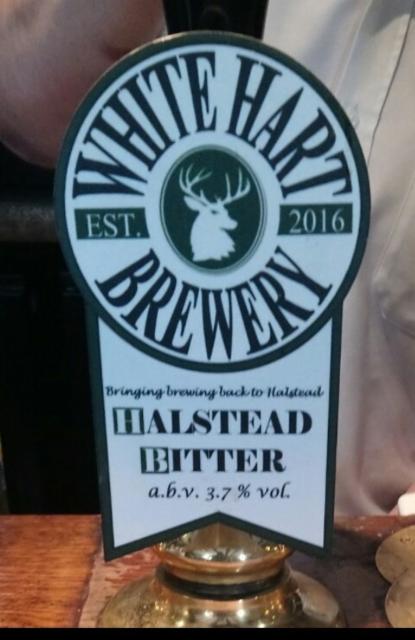 WHITE HART
EST. 2016
BREWERY
Bringing brewing back to Halstead
HALSTEAD
BITTER
a.b.v. 3.7 % vol.